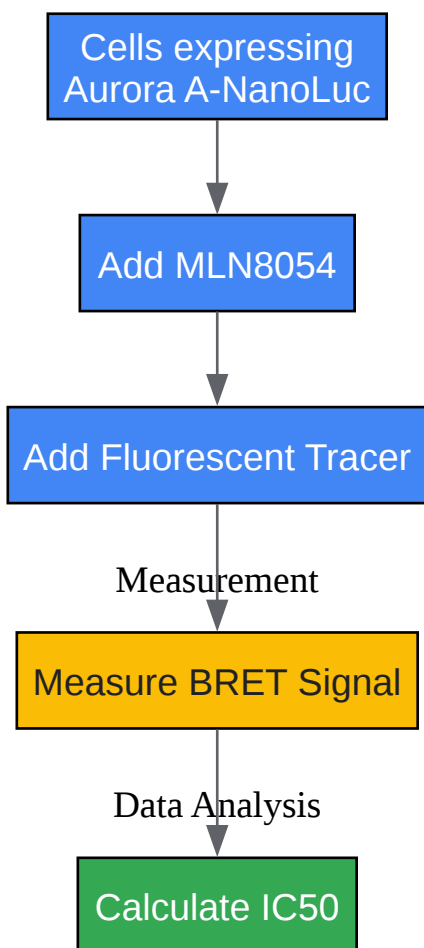 Cells expressing
Aurora A-NanoLuc
Add MLN8054
Add Fluorescent Tracer
Measurement
Measure BRET Signal
Data Analysis
Calculate IC50